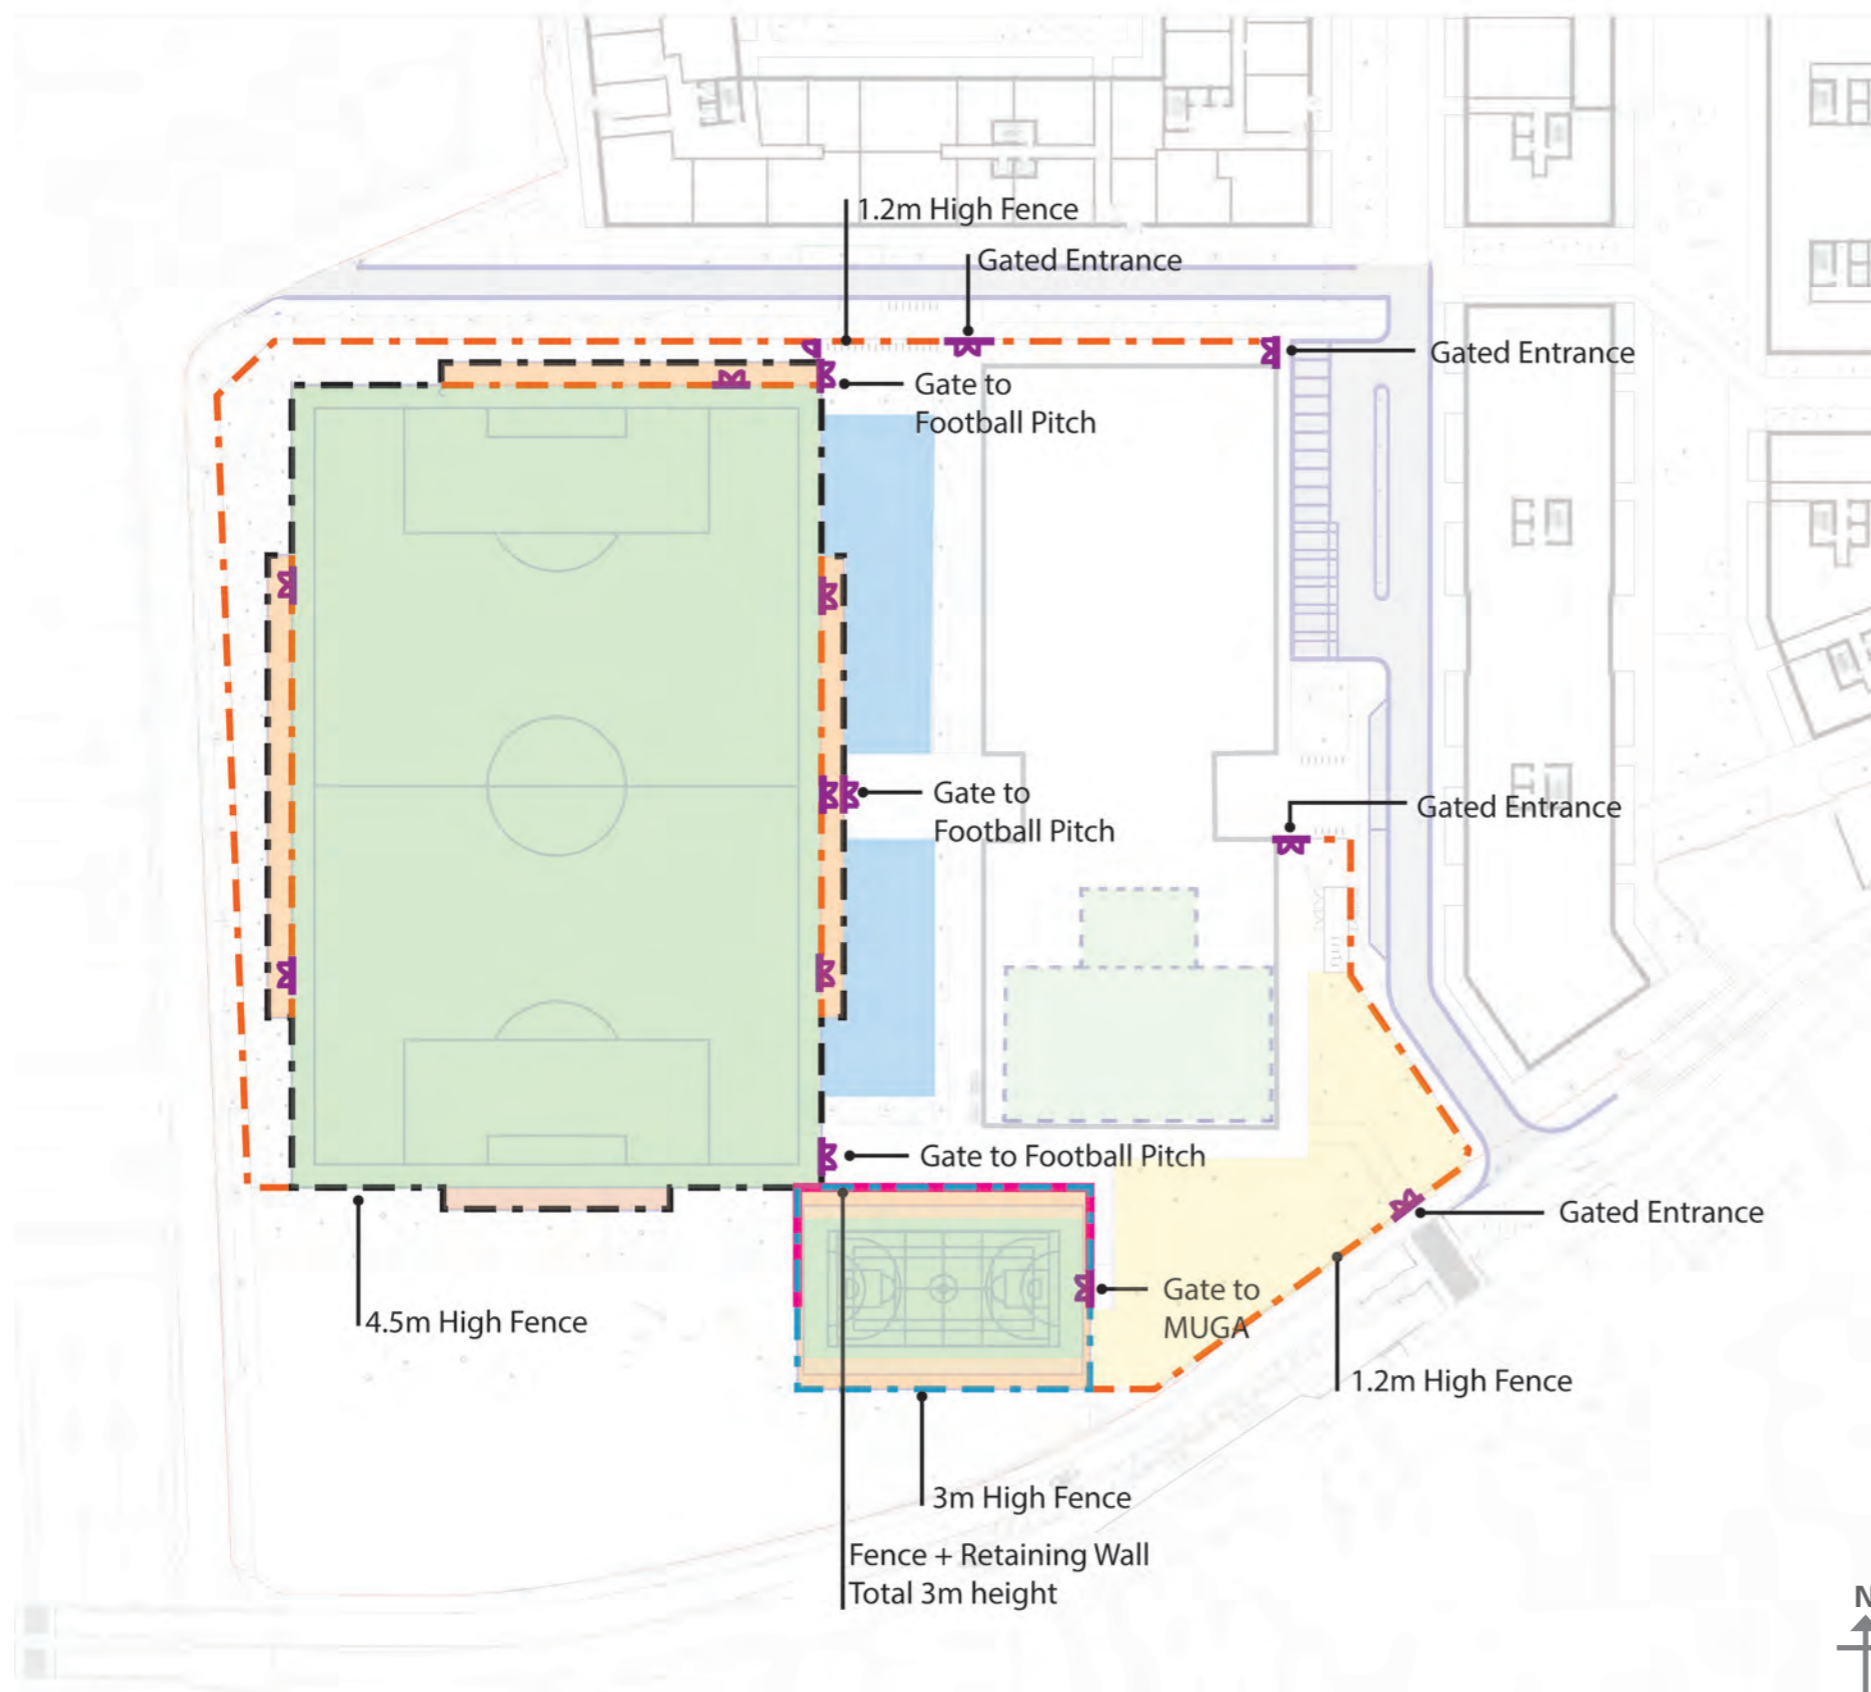 1.2m High Fence
Gated Entrance
Gated Entrance
Gate to
Football Pitch
Gate to
Football Pitch
Gated Entrance
Gate to Football Pitch
Gated Entrance
Gate to
MUGA
4.5m High Fence
1.2m High Fence
3m High Fence
Fence + Retaining Wall
Total 3m height
N